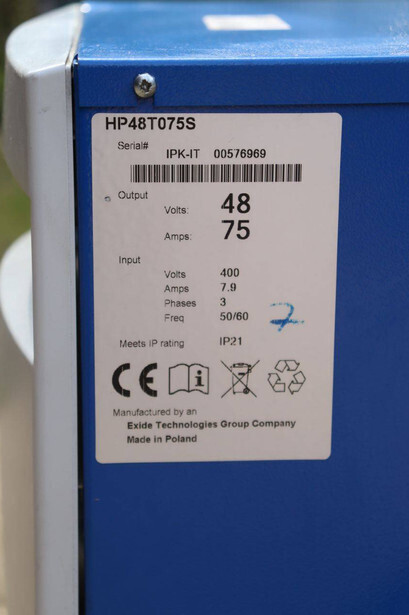 HP48T075S
Serial#
IPK-IT 00576969
Output
Volts: 48
Amps: 75
Input
Volts 400
Amps 7.9
Phases 3
Freq 50/60
2
Meets IP rating IP21
CE
i
Manufactured by an
Exide Technologies Group Company
Made in Poland